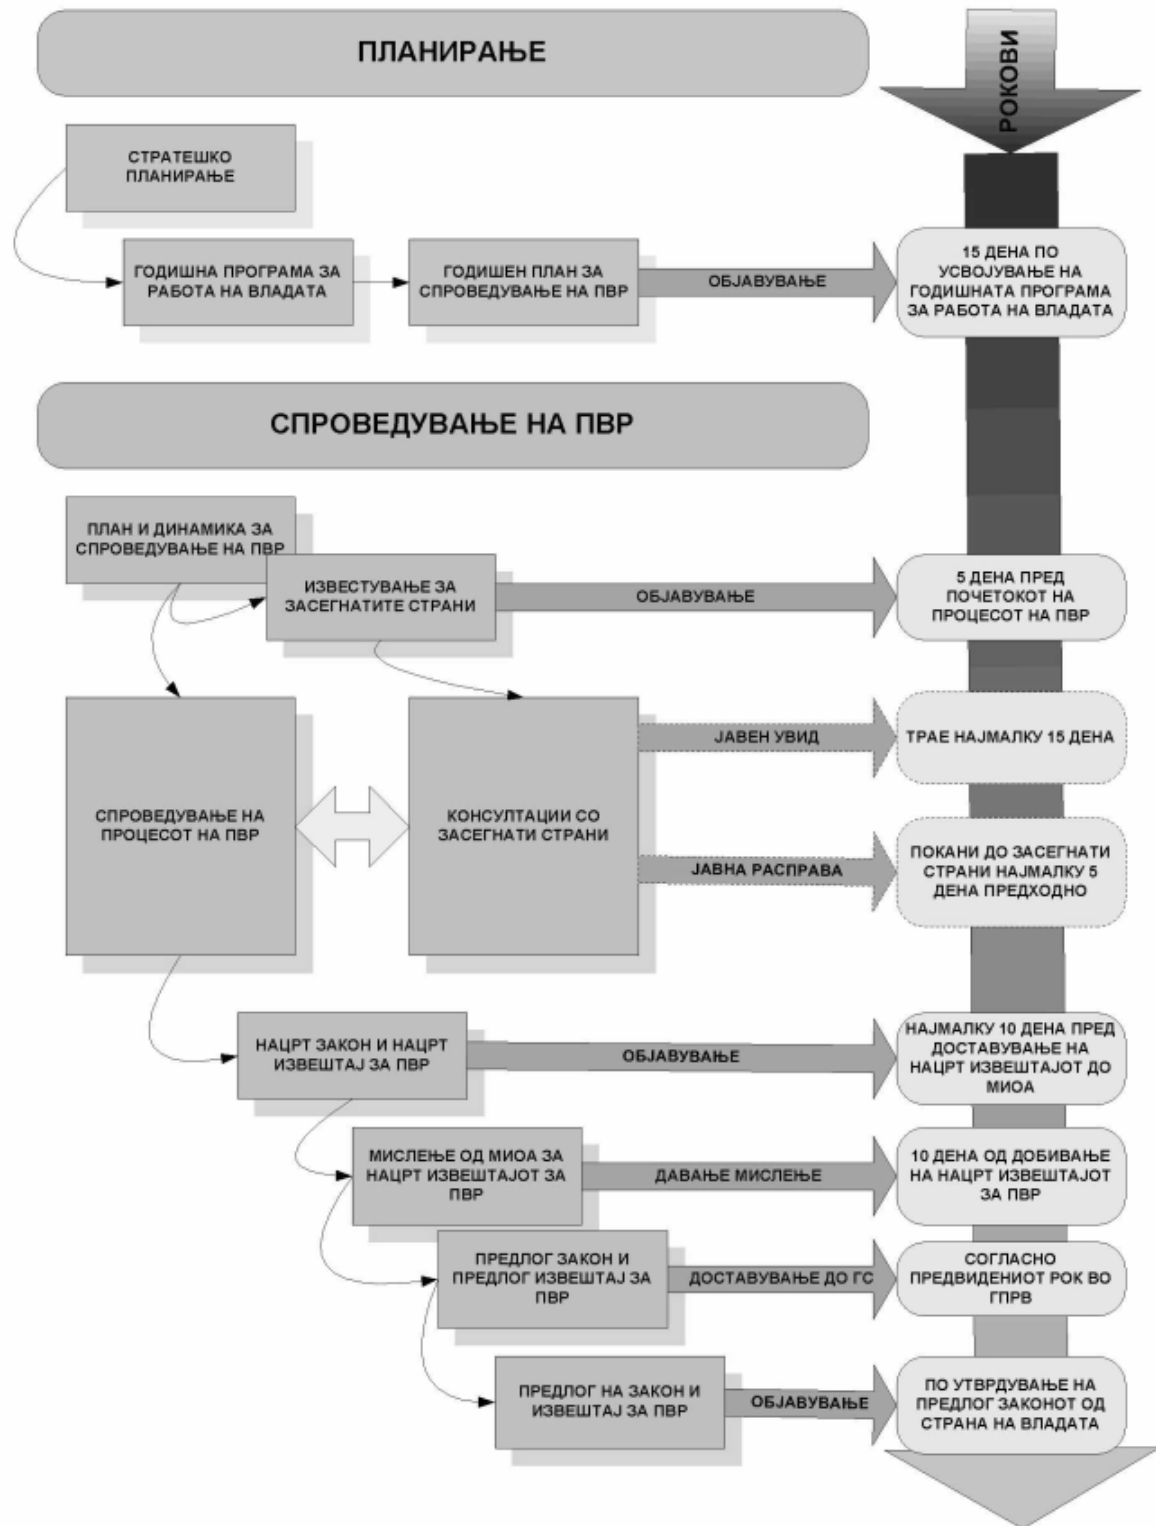 ПЛАНИРАЊЕ
РОКОВИ
СТРАТЕШКО
ПЛАНИРАЊЕ
ГОДИШНА ПРОГРАМА ЗА
РАБОТА НА ВЛАДАТА
ГОДИШЕН ПЛАН ЗА
СПРОВЕДУВАЊЕ НА ПВР
ОБЈАВУВАЊЕ
15 ДЕНА ПО
УСВОЈУВАЊЕ НА
ГОДИШНАТА ПРОГРАМА
ЗА РАБОТА НА ВЛАДАТА
СПРОВЕДУВАЊЕ НА ПВР
ПЛАН И ДИНАМИКА ЗА
СПРОВЕДУВАЊЕ НА ПВР
ИЗВЕСТУВАЊЕ ЗА
ЗАСЕГНАТИТЕ СТРАНИ
ОБЈАВУВАЊЕ
5 ДЕНА ПРЕД
ПОЧЕТОКОТ НА
ПРОЦЕСОТ НА ПВР
СПРОВЕДУВАЊЕ НА
ПРОЦЕСОТ НА ПВР
КОНСУЛТАЦИИ СО
ЗАСЕГНАТИ СТРАНИ
ЈАВЕН УВИД
ТРАЕ НАЈМАЛКУ 15 ДЕНА
ЈАВНА РАСПРАВА
ПОКАНИ ДО ЗАСЕГНАТИ
СТРАНИ НАЈМАЛКУ 5
ДЕНА ПРЕДХОДНО
НАЦРТ ЗАКОН И НАЦРТ
ИЗВЕШТАЈ ЗА ПВР
ОБЈАВУВАЊЕ
НАЈМАЛКУ 10 ДЕНА ПРЕД
ДОСТАВУВАЊЕ НА
НАЦРТ ИЗВЕШТАЈОТ ДО
МИОА
МИСЛЕЊЕ ОД МИОА ЗА
НАЦРТ ИЗВЕШТАЈОТ ЗА
ПВР
ДАВАЊЕ МИСЛЕЊЕ
10 ДЕНА ОД ДОБИВАЊЕ
НА НАЦРТ ИЗВЕШТАЈОТ
ЗА ПВР
ПРЕДЛОГ ЗАКОН И
ПРЕДЛОГ ИЗВЕШТАЈ ЗА
ПВР
ДОСТАВУВАЊЕ ДО ГС
СОГЛАСНО
ПРЕДВИДЕНИОТ РОК ВО
ГПРВ
ПРЕДЛОГ НА ЗАКОН И
ИЗВЕШТАЈ ЗА ПВР
ОБЈАВУВАЊЕ
ПО УТВРДУВАЊЕ НА
ПРЕДЛОГ ЗАКОНОТ ОД
СТРАНА НА ВЛАДАТА